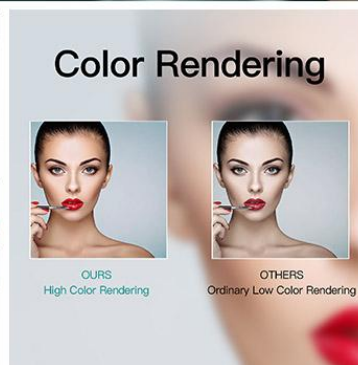 Color Rendering
OURS
High Color Rendering
OTHERS
Ordinary Low Color Rendering